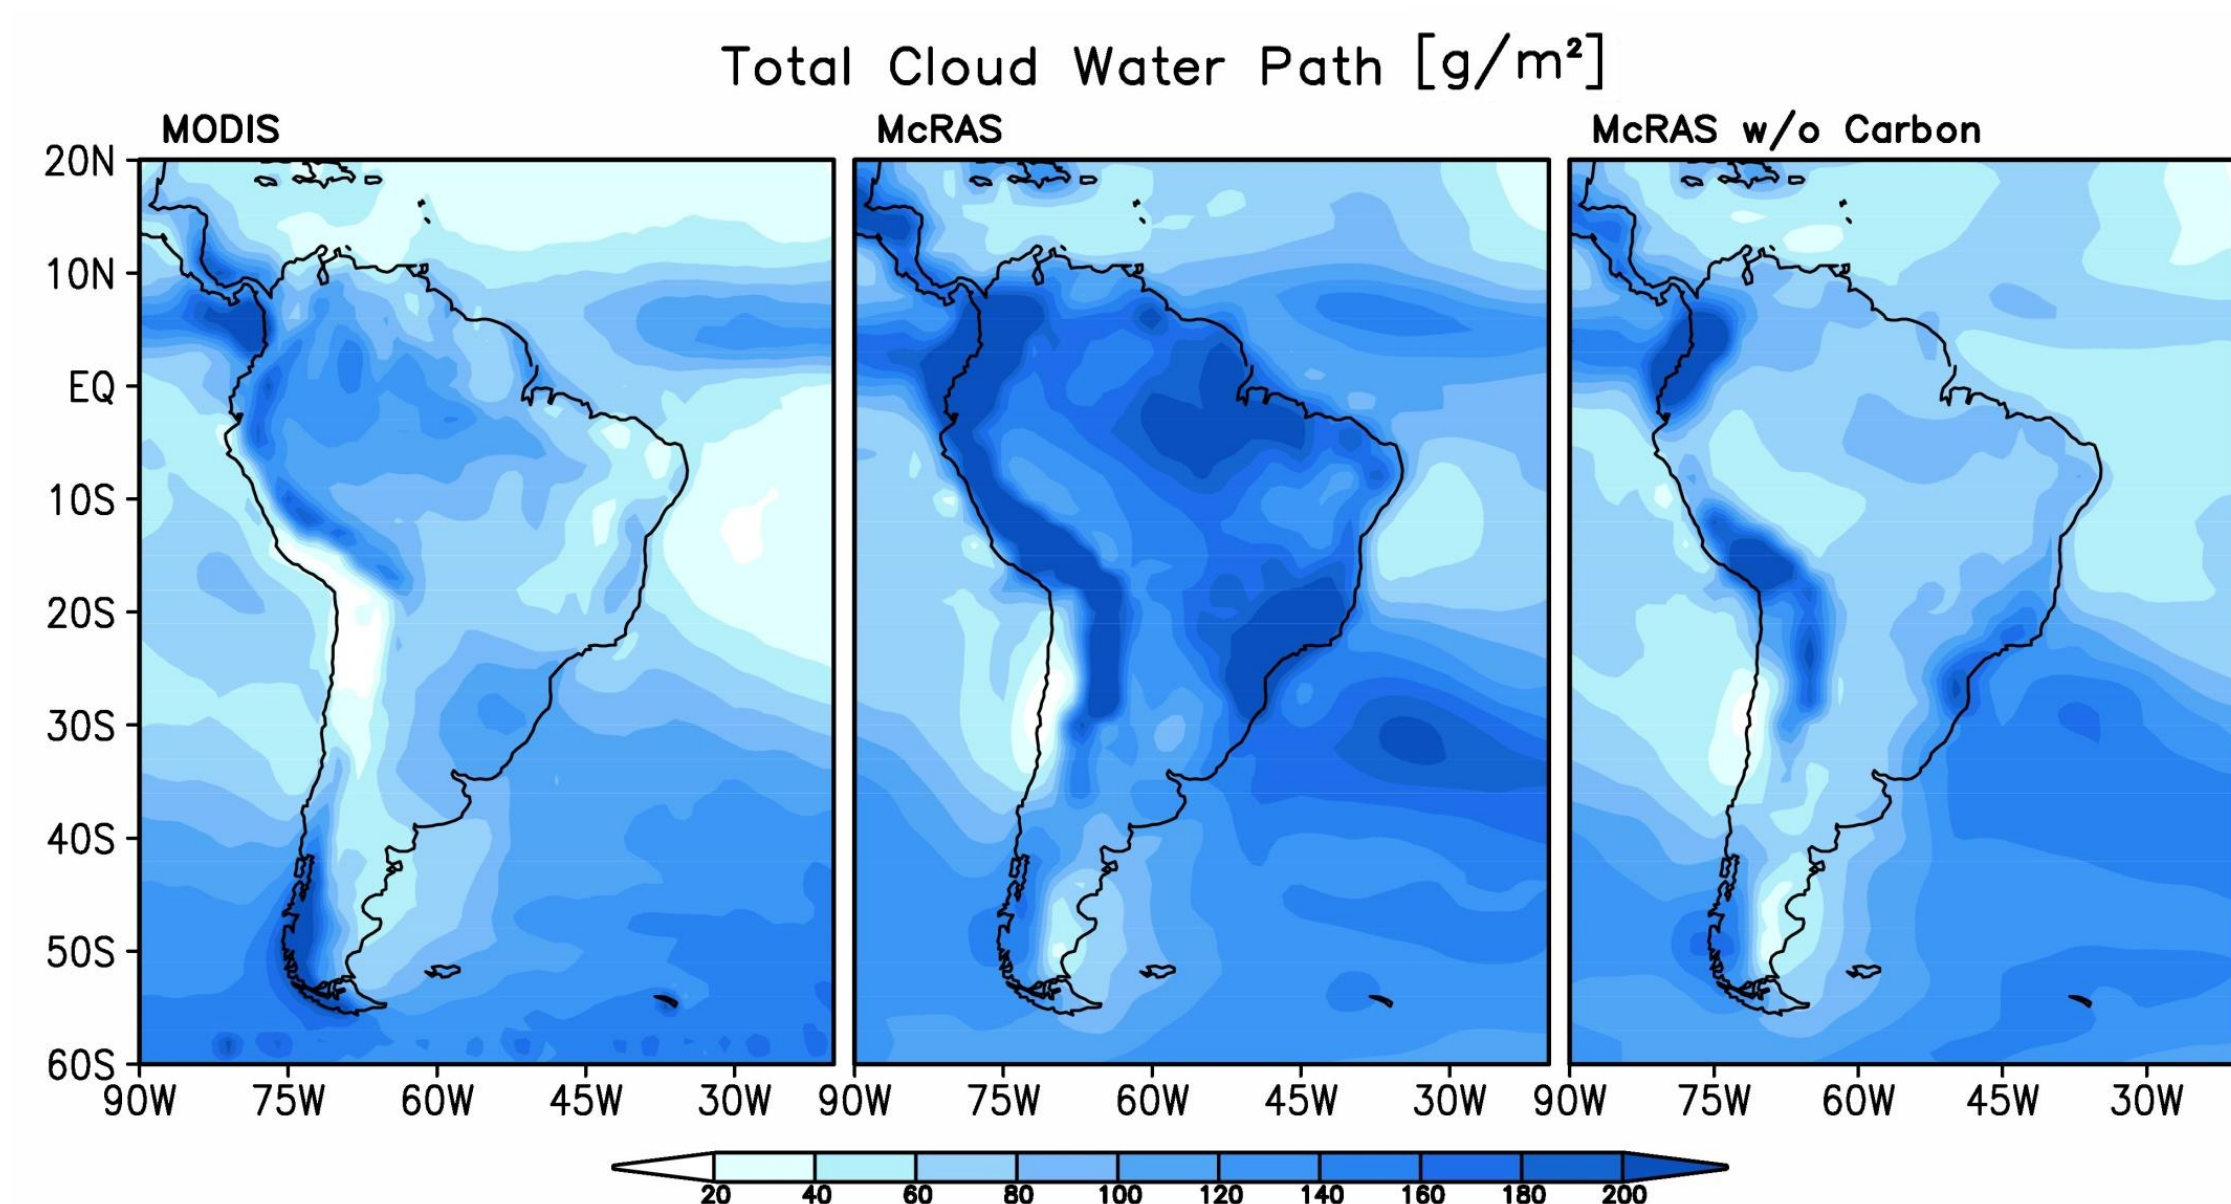 Total Cloud Water Path [g/m²]
MODIS McRAS McRAS w/o Carbon
20N
10N
EQ
10S
20S
30S
40S
50S
60S
90W 75W 60W 45W 30W 90W 75W 60W 45W 30W 90W 75W 60W 45W 30W
20 40 60 80 100 120 140 160 180 200